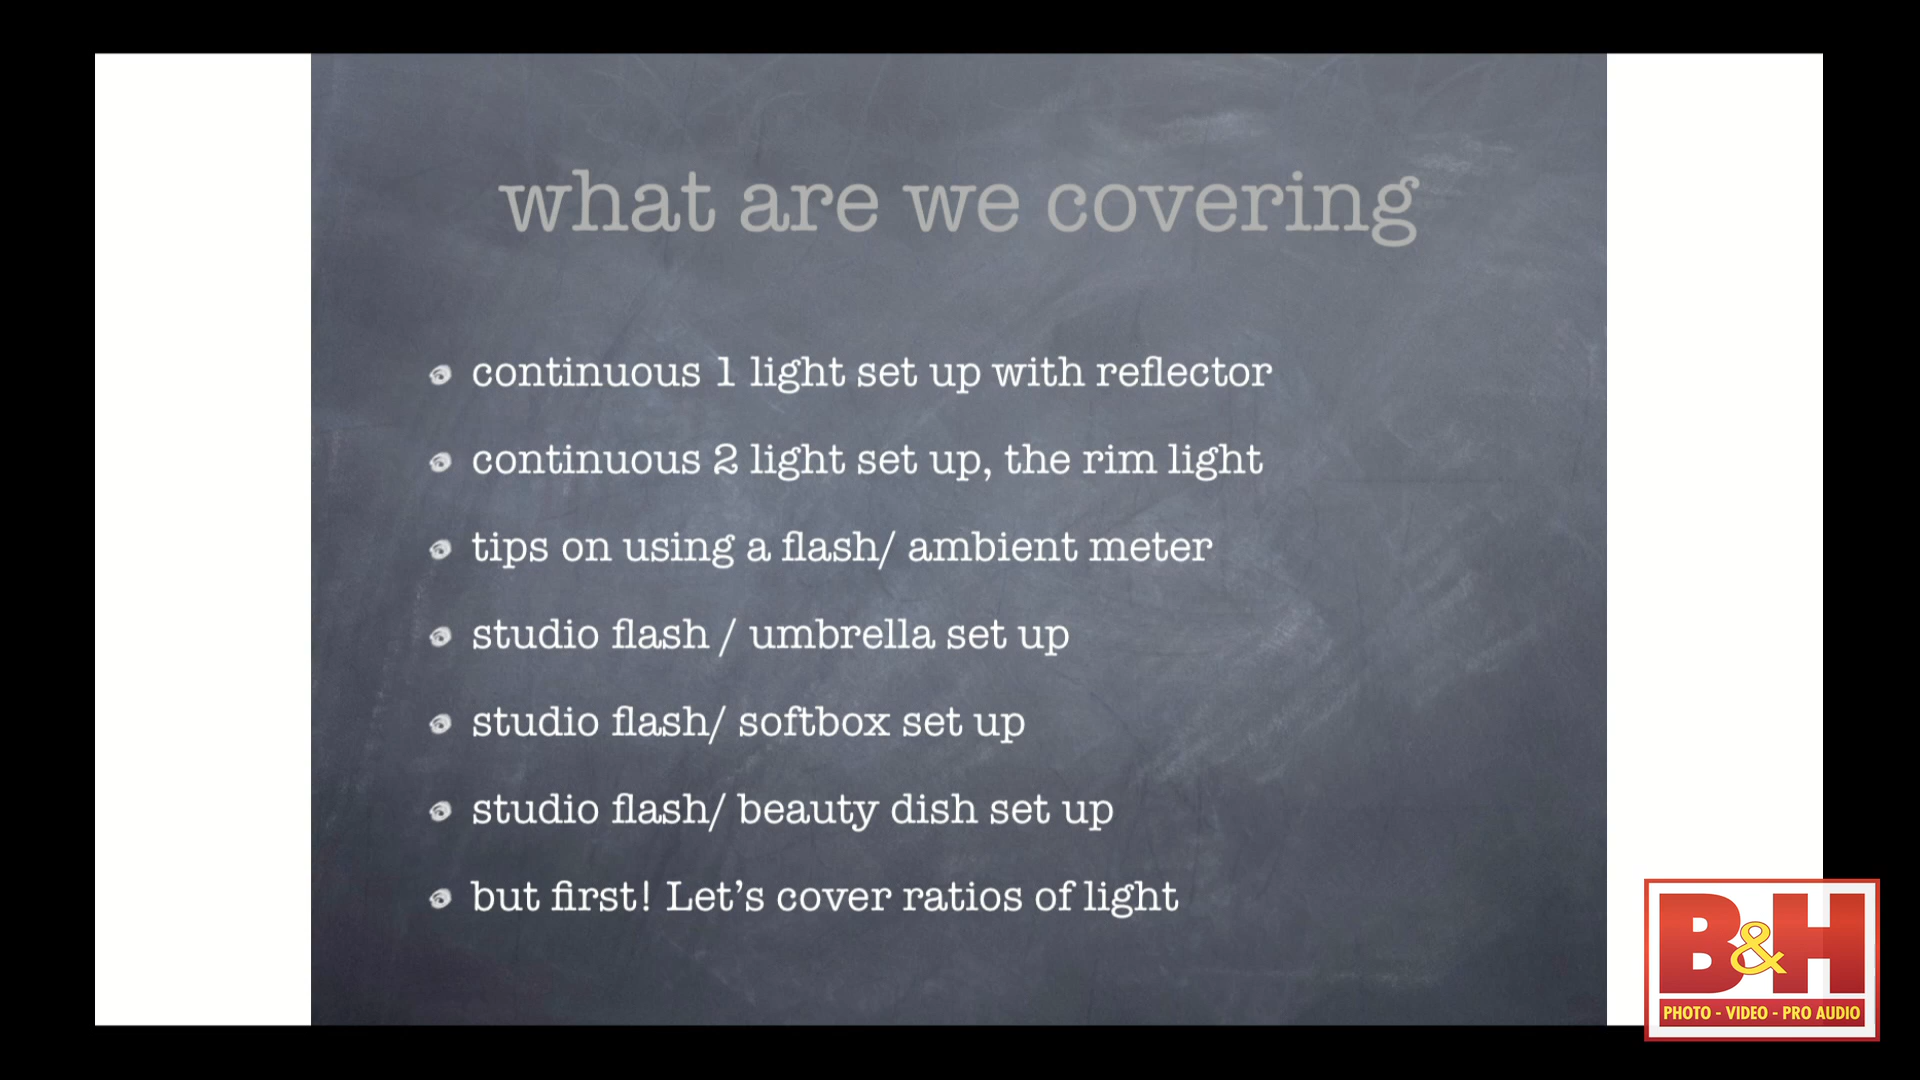 what are we covering
continuous 1 light set up with reflector
continuous 2 light set up, the rim light
tips on using a flash/ ambient meter
studio flash / umbrella set up
studio flash/ softbox set up
studio flash/ beauty dish set up
but first! Let’s cover ratios of light
B&H
PHOTO - VIDEO - PRO AUDIO